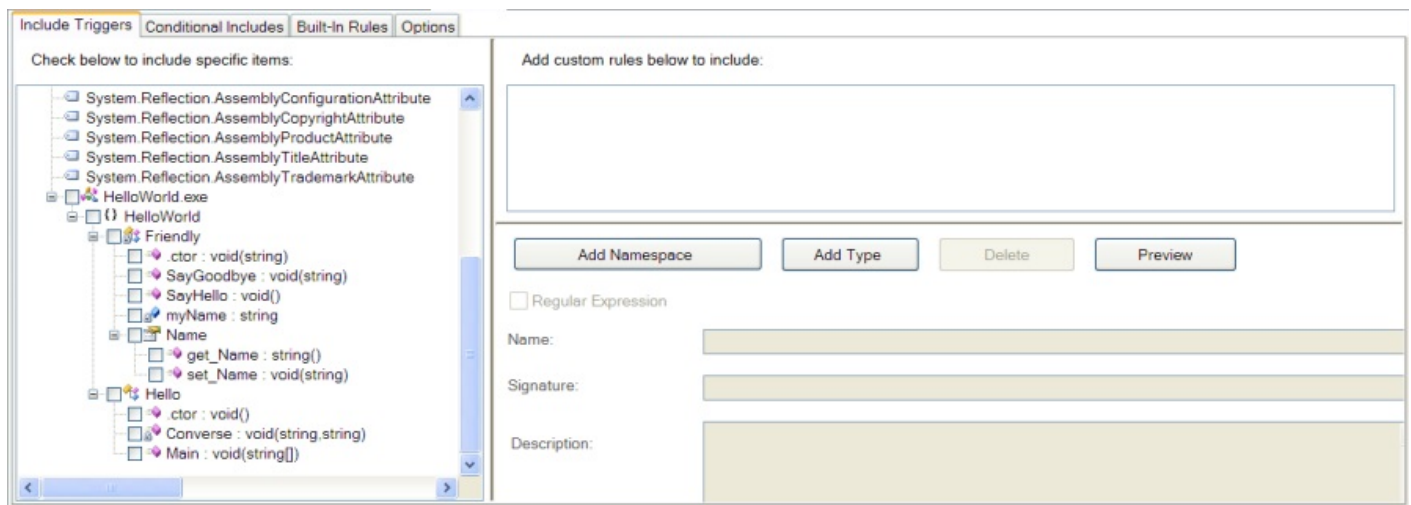 Include Triggers Conditional Includes Built-In Rules Options
Check below to include specific items:
System.Reflection.AssemblyConfigurationAttribute
System.Reflection.AssemblyCopyrightAttribute
System.Reflection.AssemblyProductAttribute
System.Reflection.AssemblyTitleAttribute
System.Reflection.AssemblyTrademarkAttribute
HelloWorld.exe
{} HelloWorld
Friendly
.ctor : void(string)
SayGoodbye : void(string)
SayHello : void()
myName : string
Name
get_Name : string()
set_Name : void(string)
Hello
.ctor : void()
Converse : void(string,string)
Main : void(string[])
Add custom rules below to include:
Add Namespace Add Type Delete Preview
Regular Expression
Name:
Signature:
Description: